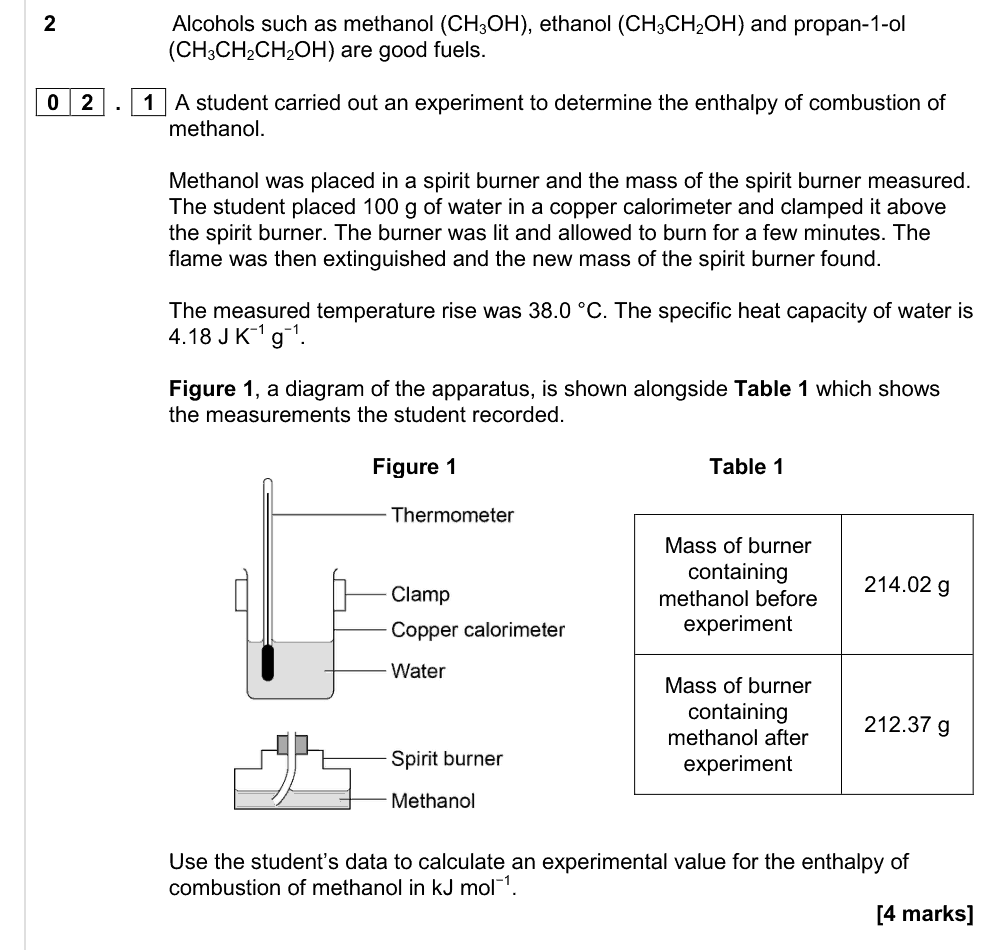 2 Alcohols such as methanol (CH₃OH), ethanol (CH₃CH₂OH) and propan-1-ol
(CH₃CH₂CH₂OH) are good fuels.
0 2 . 1 A student carried out an experiment to determine the enthalpy of combustion of
methanol.
Methanol was placed in a spirit burner and the mass of the spirit burner measured.
The student placed 100 g of water in a copper calorimeter and clamped it above
the spirit burner. The burner was lit and allowed to burn for a few minutes. The
flame was then extinguished and the new mass of the spirit burner found.
The measured temperature rise was 38.0 °C. The specific heat capacity of water is
4.18 J K⁻¹ g⁻¹.
Figure 1, a diagram of the apparatus, is shown alongside Table 1 which shows
the measurements the student recorded.
Figure 1
Thermometer
Clamp
Copper calorimeter
Water
Spirit burner
Methanol
Table 1
Mass of burner
containing
methanol before
experiment
214.02 g
Mass of burner
containing
methanol after
experiment
212.37 g
Use the student's data to calculate an experimental value for the enthalpy of
combustion of methanol in kJ mol⁻¹.
[4 marks]